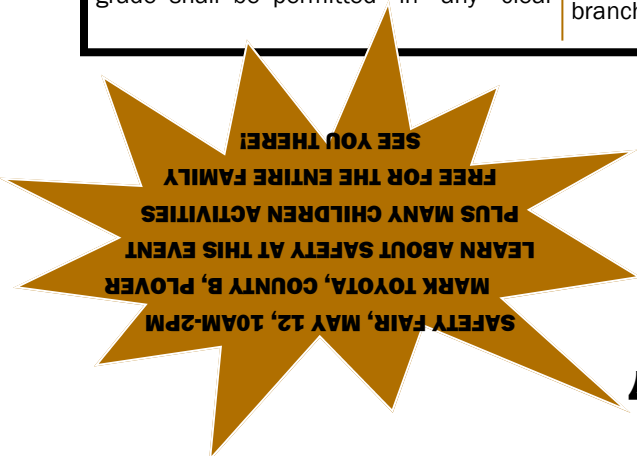 grade shall be permitted in any clear
branch
SAFETY FAIR, MAY 12, 10AM-2PM
MARK TOYOTA, COUNTY B, PLOVER
LEARN ABOUT SAFETY AT THIS EVENT
PLUS MANY CHILDREN ACTIVITIES
FREE FOR THE ENTIRE FAMILY
SEE YOU THERE!